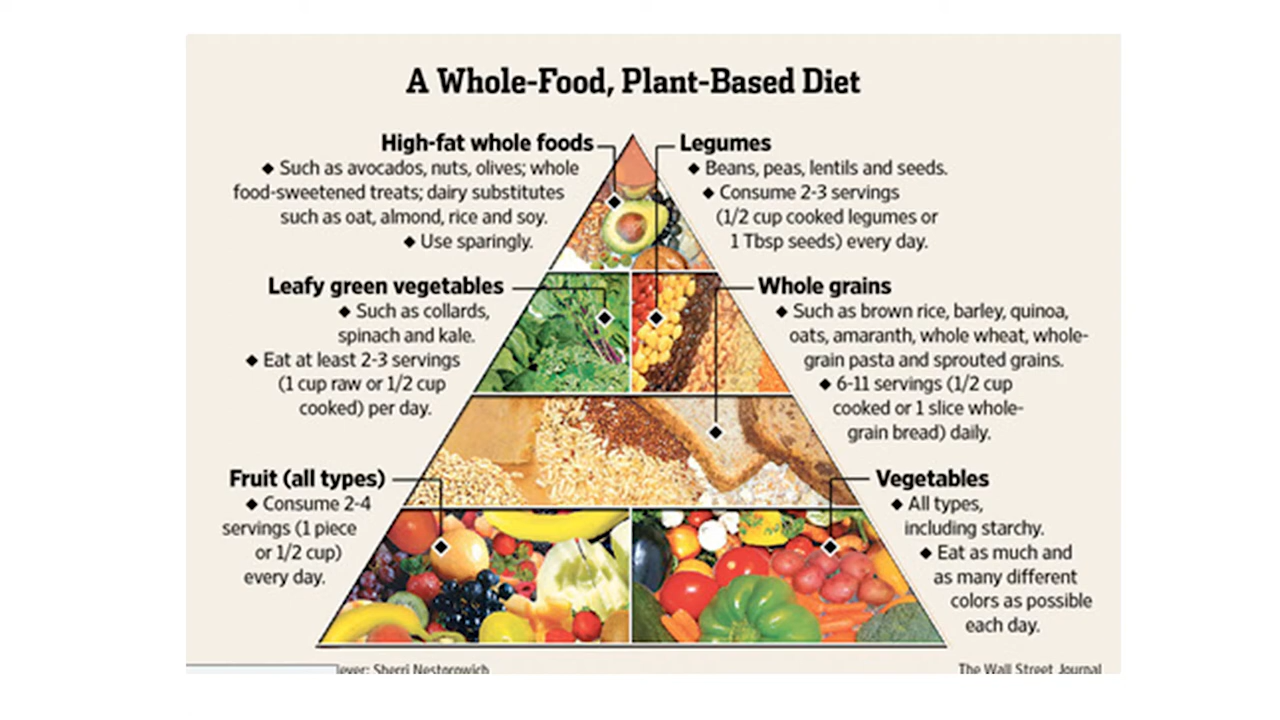 A Whole-Food, Plant-Based Diet
High-fat whole foods
◆ Such as avocados, nuts, olives; whole
food-sweetened treats; dairy substitutes
such as oat, almond, rice and soy.
◆ Use sparingly.
Legumes
◆ Beans, peas, lentils and seeds.
◆ Consume 2-3 servings
(1/2 cup cooked legumes or
1 Tbsp seeds) every day.
Leafy green vegetables
◆ Such as collards,
spinach and kale.
◆ Eat at least 2-3 servings
(1 cup raw or 1/2 cup
cooked) per day.
Whole grains
◆ Such as brown rice, barley, quinoa,
oats, amaranth, whole wheat, whole-
grain pasta and sprouted grains.
◆ 6-11 servings (1/2 cup
cooked or 1 slice whole-
grain bread) daily.
Fruit (all types)
◆ Consume 2-4
servings (1 piece
or 1/2 cup)
every day.
Vegetables
◆ All types,
including starchy.
◆ Eat as much and
as many different
colors as possible
each day.
Sherri Nestorowich
The Wall Street Journal